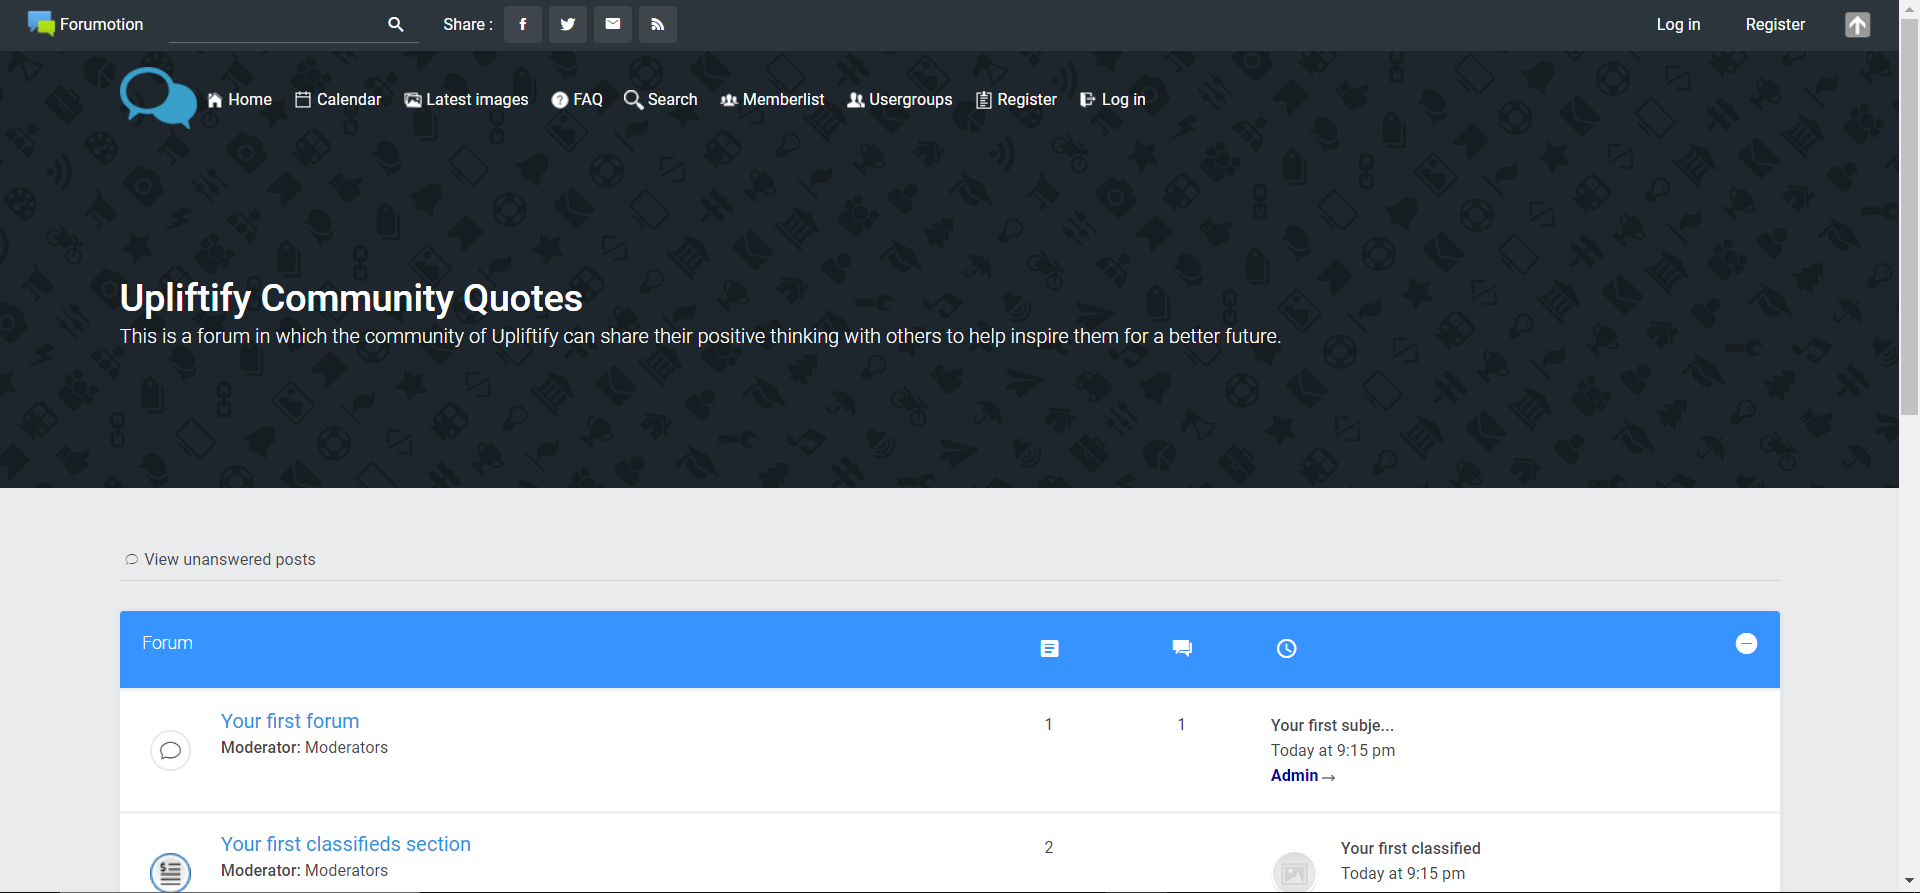 Forumotion
Share :
Log in
Register
Home
Calendar
Latest images
FAQ
Search
Memberlist
Usergroups
Register
Log in
Upliftify Community Quotes
This is a forum in which the community of Upliftify can share their positive thinking with others to help inspire them for a better future.
View unanswered posts
Forum
Your first forum
Moderator: Moderators
1
1
Your first subje...
Today at 9:15 pm
Admin
Your first classifieds section
Moderator: Moderators
2
Your first classified
Today at 9:15 pm